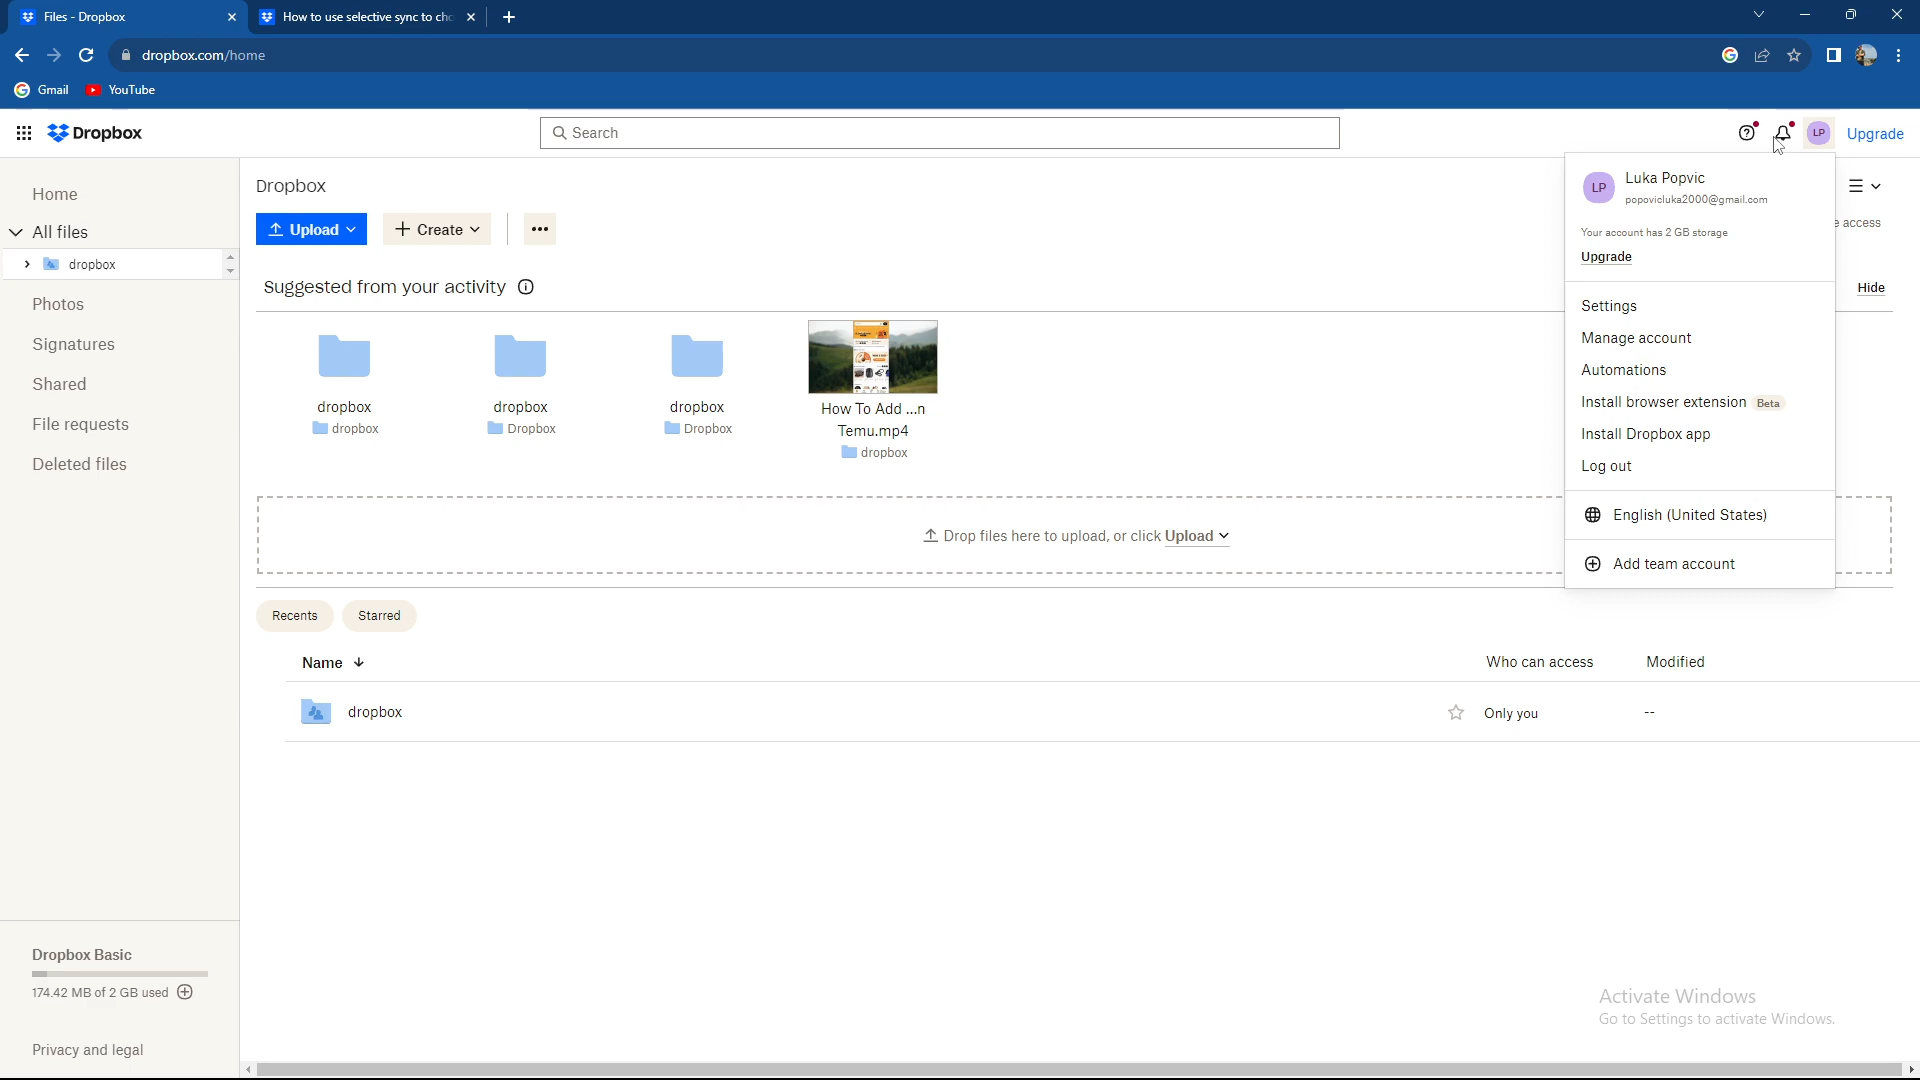 Files - Dropbox
How to use selective sync to cho
dropbox.com/home
Gmail
YouTube
Dropbox
Search
LP
Upgrade
Home
All files
dropbox
Photos
Signatures
Shared
File requests
Deleted files
Dropbox
Upload
Create
Suggested from your activity
Hide
e access
dropbox
dropbox
dropbox
Dropbox
dropbox
Dropbox
How To Add ...n
Temu.mp4
dropbox
Drop files here to upload, or click Upload
Recents
Starred
Name
Who can access
Modified
dropbox
Only you
--
LP
Luka Popvic
popovicluka2000@gmail.com
Your account has 2 GB storage
Upgrade
Settings
Manage account
Automations
Install browser extension Beta
Install Dropbox app
Log out
English (United States)
Add team account
Dropbox Basic
174.42 MB of 2 GB used
Privacy and legal
Activate Windows
Go to Settings to activate Windows.